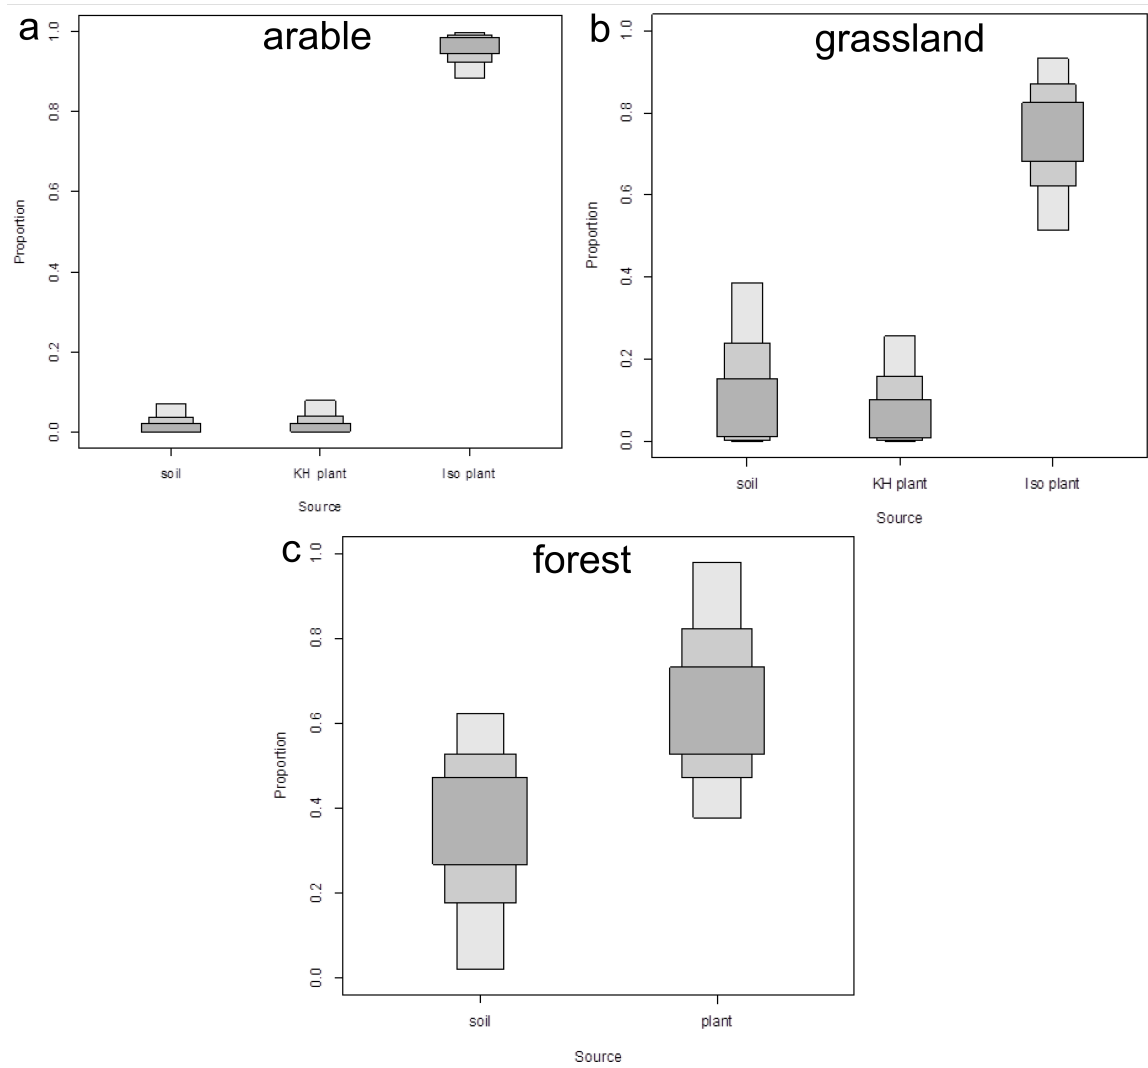 a
arable
1.0
0.8
0.6
0.4
0.2
0.0
Proportion
soil KH plant Iso plant
Source
b
grassland
1.0
0.8
0.6
0.4
0.2
0.0
Proportion
soil KH plant Iso plant
Source
c
forest
1.0
0.8
0.6
0.4
0.2
0.0
Proportion
soil plant
Source